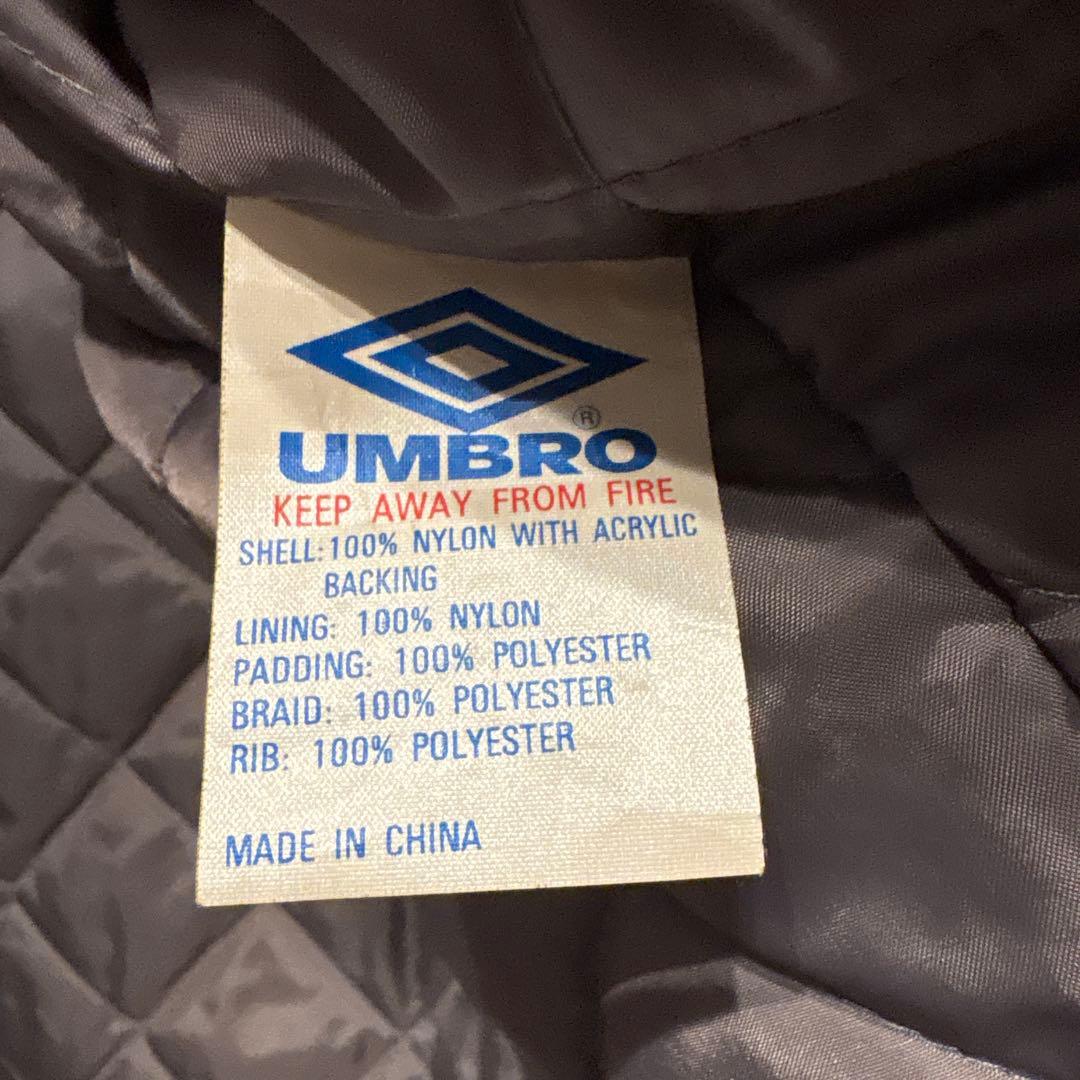 ®
UMBRO
KEEP AWAY FROM FIRE
SHELL:100% NYLON WITH ACRYLIC
BACKING
LINING: 100% NYLON
PADDING: 100% POLYESTER
BRAID: 100% POLYESTER
RIB: 100% POLYESTER
MADE IN CHINA